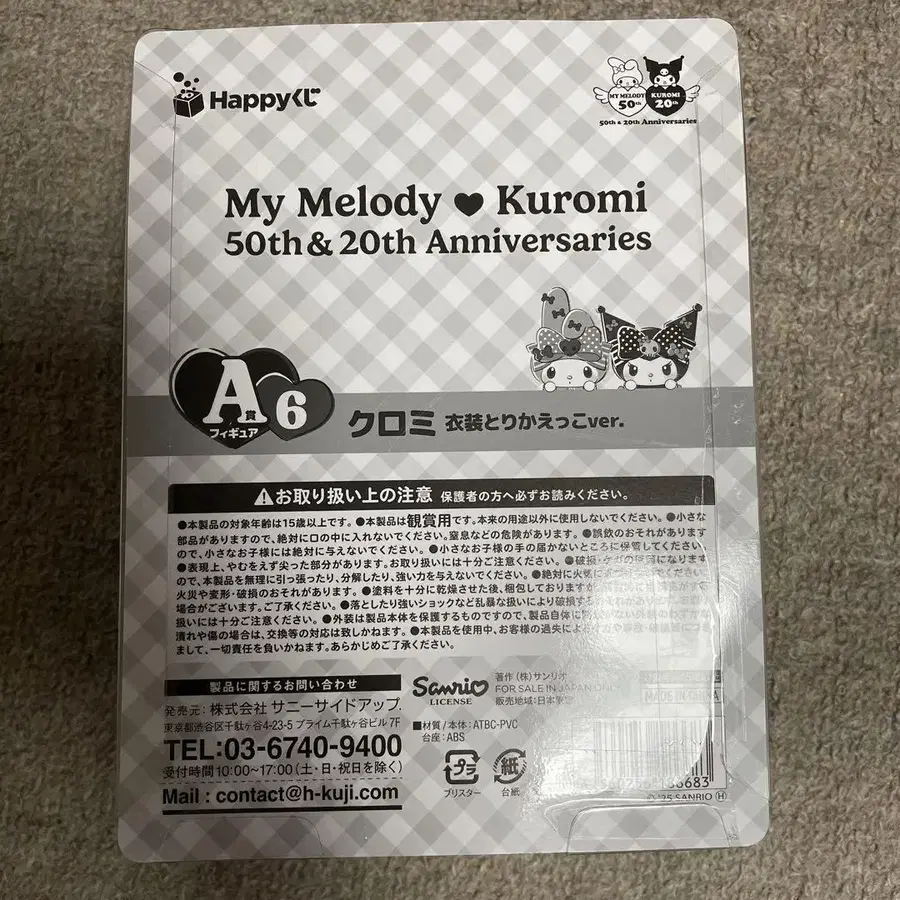 Happyくじ
MY MELODY 50th KUROMI 20th
50th & 20th Anniversaries
My Melody ♥ Kuromi
50th & 20th Anniversaries
A賞
フィギュア
6
クロミ 衣装とりかえっこver.
⚠お取り扱い上の注意 保護者の方へ必ずお読みください。
●本製品の対象年齢は15歳以上です。●本製品は観賞用です。本来の用途以外に使用しないでください。●小さな
部品がありますので、絶対に口の中に入れないでください。窒息などの危険があります。●誤飲のおそれがあります
ので、小さなお子様には絶対に与えないでください。●小さなお子様の手の届かないところに保管してください。
●表現上、やむをえず尖った部分があります。お取り扱いには十分ご注意ください。●破損・ケガの原因になります
ので、本製品を無理に引っ張ったり、分解したり、強い力を与えないでください。●絶対に火気に
火災や変形・破損のおそれがあります。●塗料を十分に乾燥させた後、梱包しておりますが
場合がございます。ご了承ください。●落としたり強いショックなど乱暴な扱いにより破損する
ください。●外装は製品本体を保護するものですので、製品自体に
潰れや傷の場合は、交換等の対応は致しかねます。●本製品を使用中、お客様の過失による
まして、一切責任を負いかねます。あらかじめご了承ください。
製品に関するお問い合わせ
発売元：株式会社 サニーサイドアップ
東京都渋谷区千駄ヶ谷4-23-5 プライム千駄ヶ谷ビル 7F
TEL:03-6740-9400
受付時間10:00~17:00(土・日・祝日を除く)
Mail : contact@h-kuji.com
Sanrio
LICENSE
著作（株）サンリオ
FOR SALE IN JAPAN ONLY
販売地域：日本
■材質／本体：ATBC-PVC
台座：ABS
プラ
ブリスター
紙
台紙
MADE IN CHINA
6683
©'25 SANRIO Ⓗ